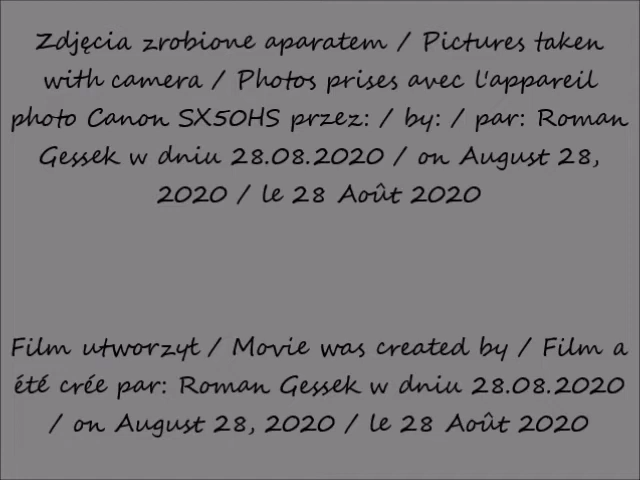 Zdjęcia zrobione aparatem / Pictures taken
with camera / Photos prises avec l'appareil
photo Canon SX50HS przez: / by: / par: Roman
Gessek w dniu 28.08.2020 / on August 28,
2020 / le 28 Août 2020
Film utworzył / Movie was created by / Film a
été crée par: Roman Gessek w dniu 28.08.2020
/ on August 28, 2020 / le 28 Août 2020